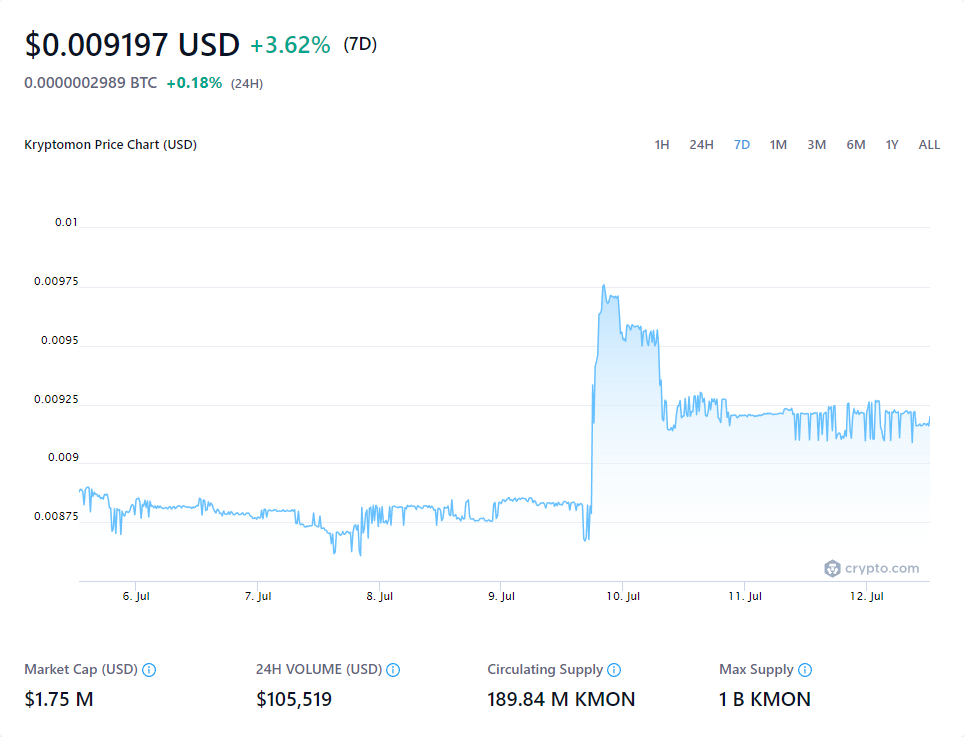 $0.009197 USD +3.62% (7D)
0.0000002989 BTC +0.18% (24H)
Kryptomon Price Chart (USD) 1H 24H 7D 1M 3M 6M 1Y ALL
0.01
0.00975
0.0095
0.00925
0.009
0.00875
crypto.com
6. Jul 7. Jul 8. Jul 9. Jul 10. Jul 11. Jul 12. Jul
Market Cap (USD) 24H VOLUME (USD) Circulating Supply Max Supply
$1.75 M $105,519 189.84 M KMON 1 B KMON